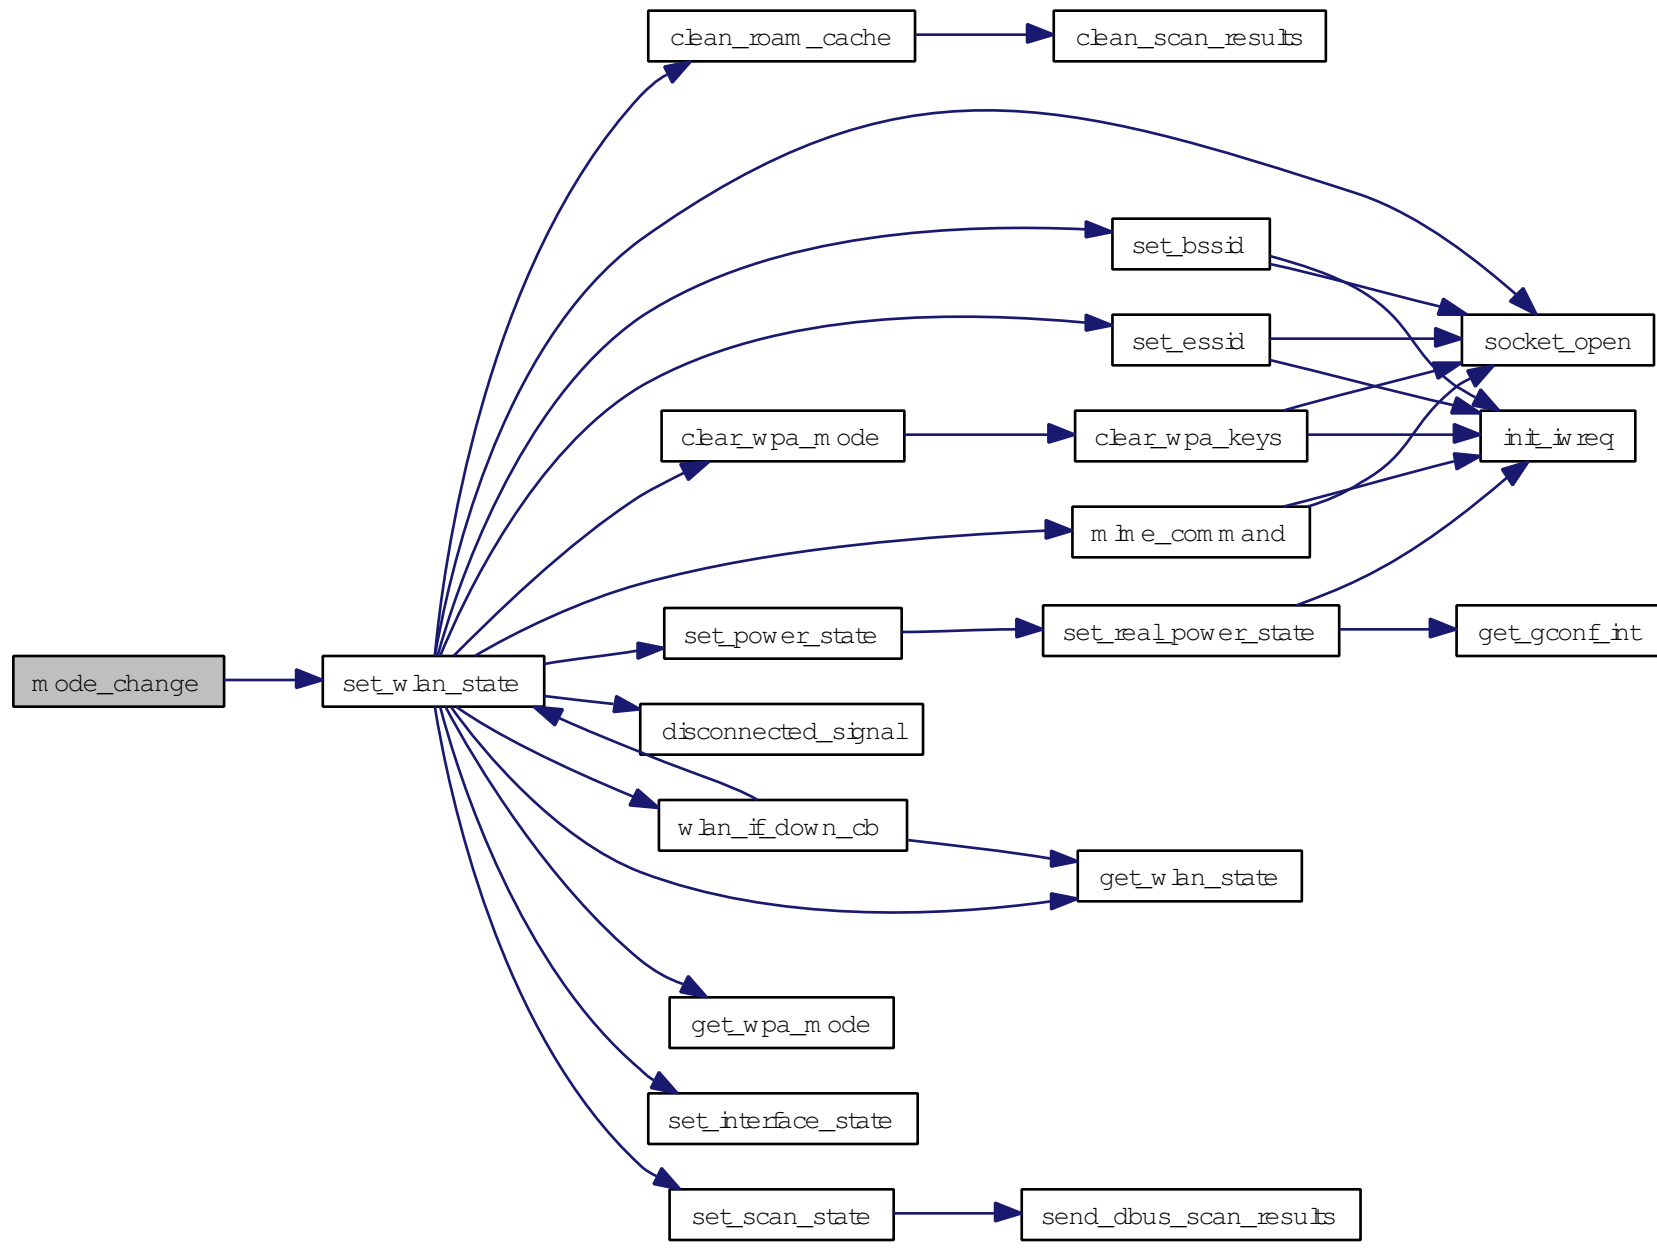 clean_roam_cache
clean_scan_results
set_bssid
set_essid
socket_open
clear_wpa_mode
clear_wpa_keys
init_iwreq
mlme_command
set_power_state
set_real_power_state
get_gconf_int
mode_change
set_wlan_state
disconnected_signal
wlan_if_down_cb
get_wlan_state
get_wpa_mode
set_interface_state
set_scan_state
send_dbus_scan_results